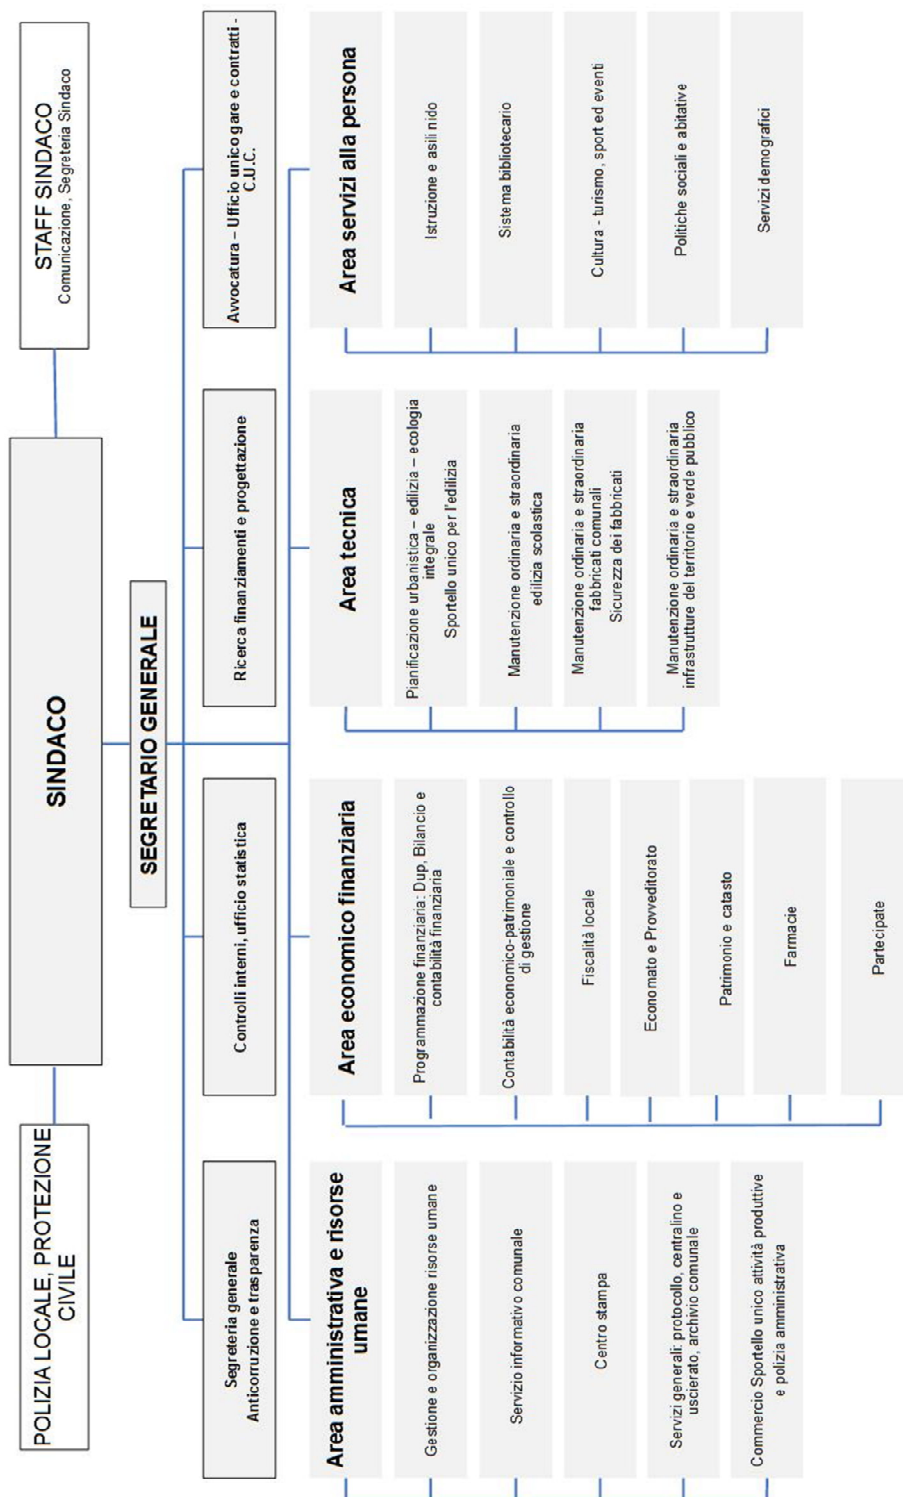 POLIZIA LOCALE, PROTEZIONE
CIVILE
SINDACO
STAFF SINDACO
Comunicazione, Segreteria Sindaco
SEGRETARIO GENERALE
Segreteria generale
Anticorruzione e trasparenza
Controlli interni, ufficio statistica
Ricerca finanziamenti e progettazione
Avvocatura – Ufficio unico gare e contratti -
C.U.C.
Area amministrativa e risorse
umane
Gestione e organizzazione risorse umane
Servizio informativo comunale
Centro stampa
Servizi generali: protocollo, centralino e
uscierato, archivio comunale
Commercio Sportello unico attività produttive
e polizia amministrativa
Area economico finanziaria
Programmazione finanziaria: Dup, Bilancio e
contabilità finanziaria
Contabilità economico-patrimoniale e controllo
di gestione
Fiscalità locale
Economato e Provveditorato
Patrimonio e catasto
Farmacie
Partecipate
Area tecnica
Pianificazione urbanistica – edilizia – ecologia
integrale
Sportello unico per l'edilizia
Manutenzione ordinaria e straordinaria
edilizia scolastica
Manutenzione ordinaria e straordinaria
fabbricati comunali
Sicurezza dei fabbricati
Manutenzione ordinaria e straordinaria
infrastrutture del territorio e verde pubblico
Area servizi alla persona
Istruzione e asili nido
Sistema bibliotecario
Cultura - turismo, sport ed eventi
Politiche sociali e abitative
Servizi demografici